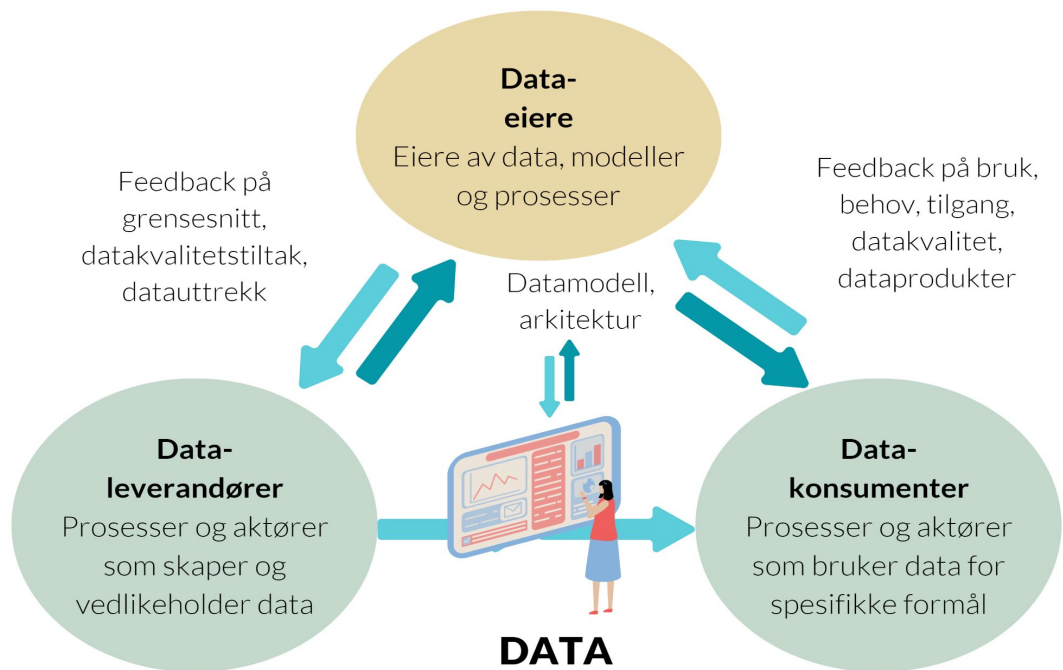 Data-
eiere
Eiere av data, modeller
og prosesser
Feedback på
grensesnitt,
datakvalitetstiltak,
datauttrekk
Feedback på bruk,
behov, tilgang,
datakvalitet,
dataprodukter
Datamodell,
arkitektur
Data-
leverandører
Prosesser og aktører
som skaper og
vedlikeholder data
Data-
konsumenter
Prosesser og aktører
som bruker data for
spesifikke formål
DATA